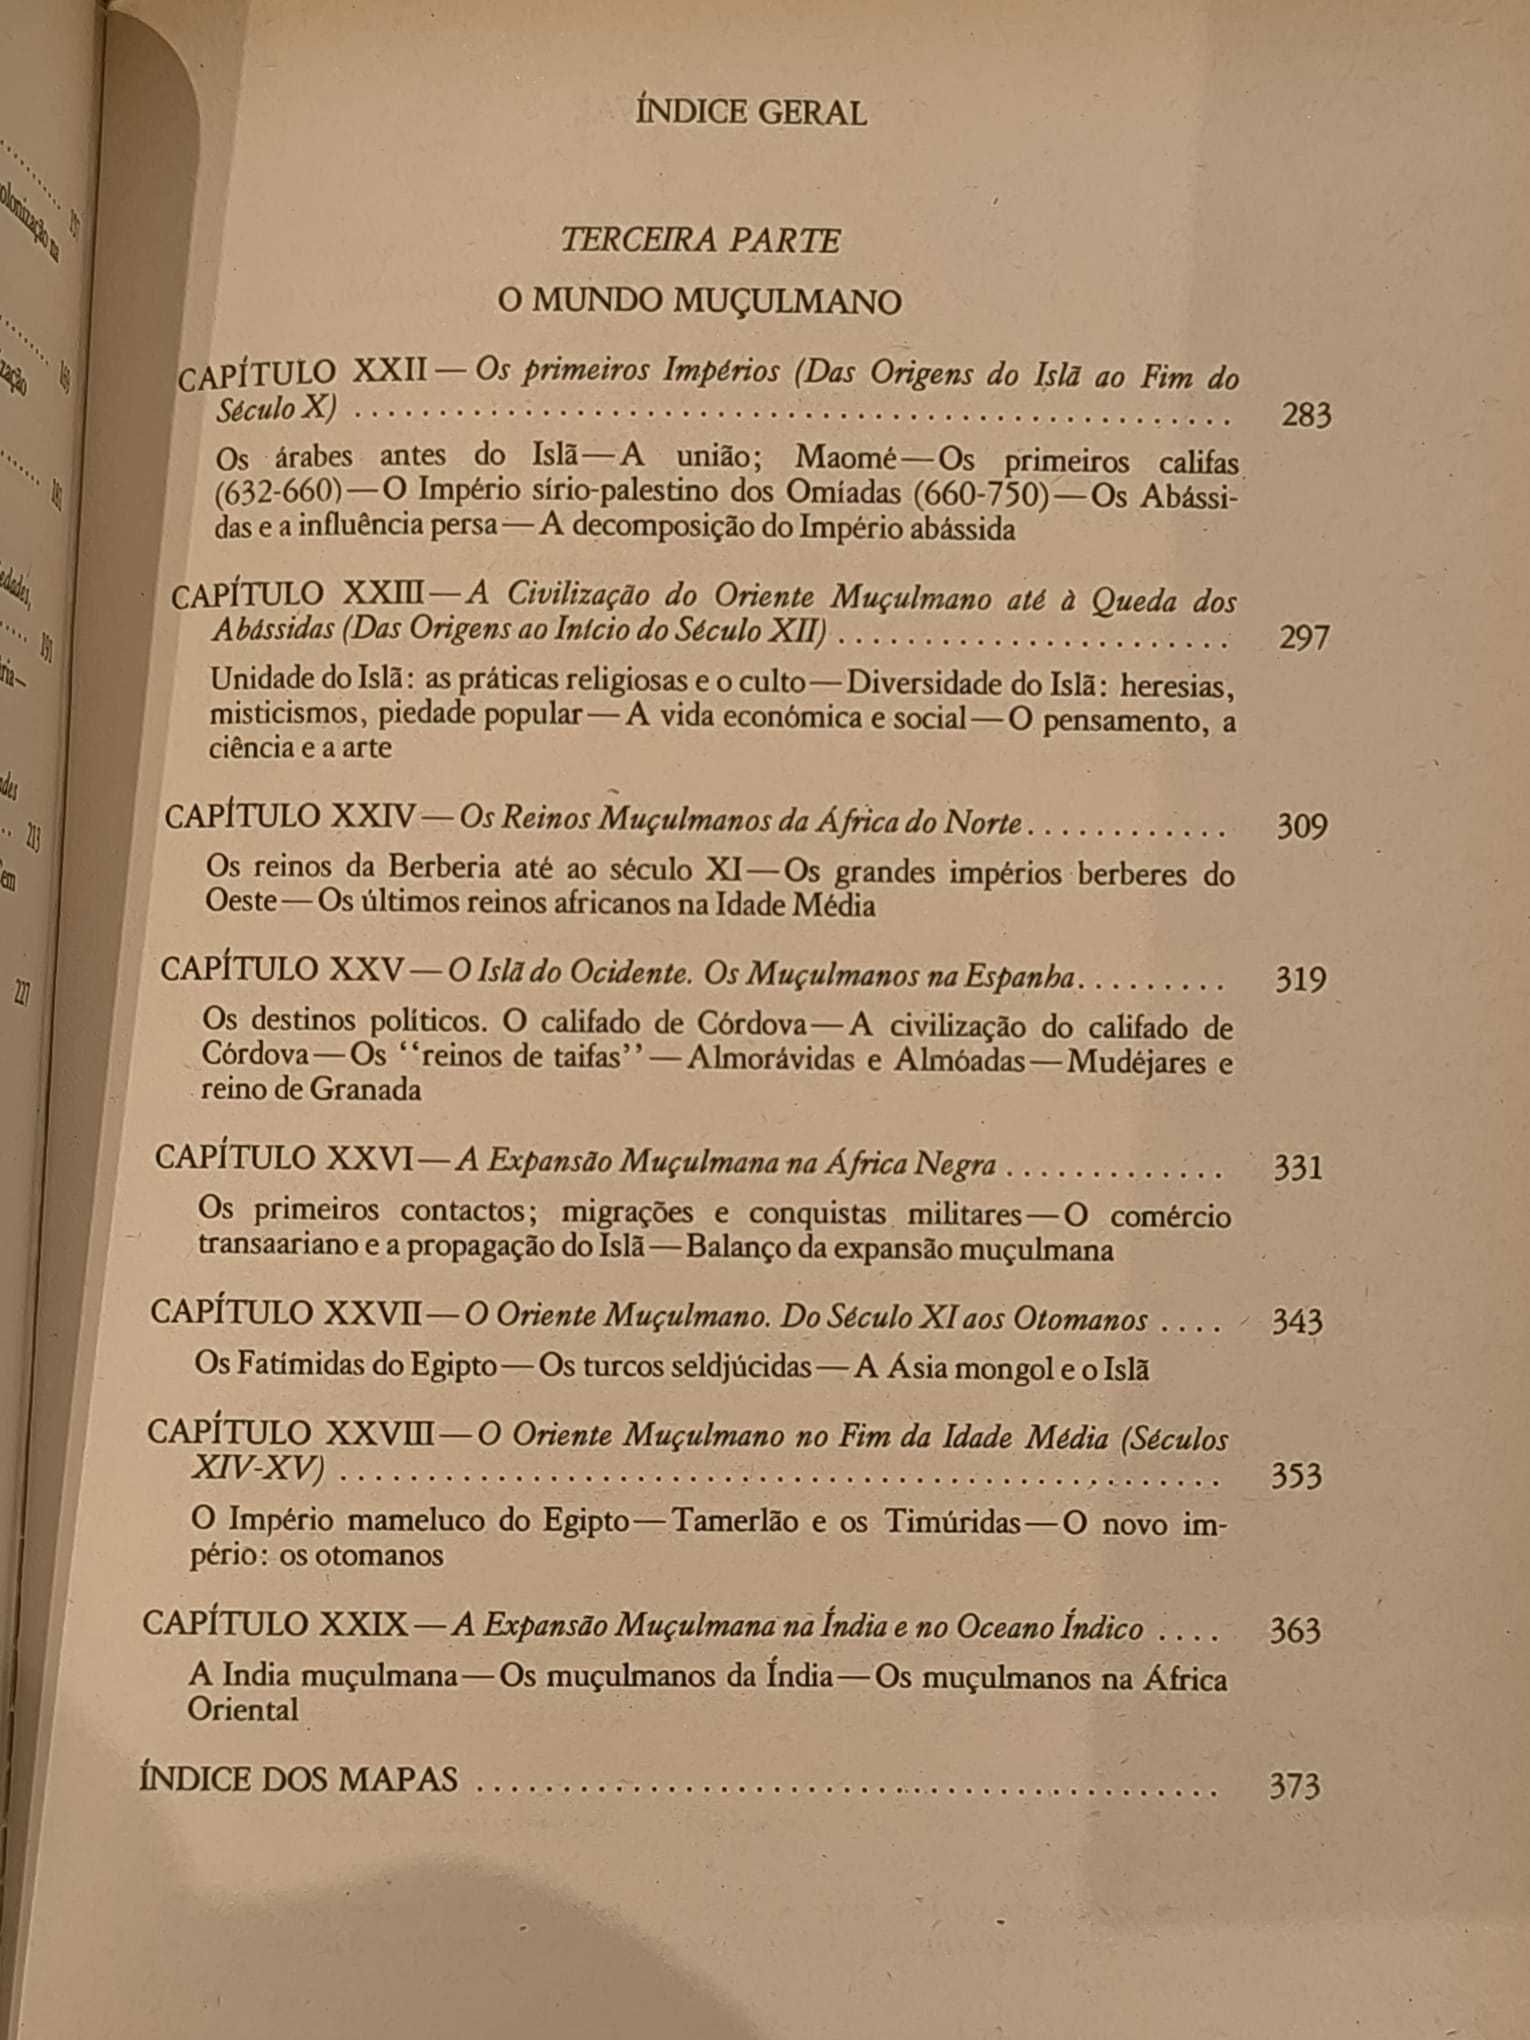 ÍNDICE GERAL
TERCEIRA PARTE
O MUNDO MUÇULMANO
CAPÍTULO XXII — Os primeiros Impérios (Das Origens do Islã ao Fim do
Século X) 283
Os árabes antes do Islã—A união; Maomé—Os primeiros califas
(632-660)—O Império sírio-palestino dos Omíadas (660-750)—Os Abássi-
das e a influência persa—A decomposição do Império abássida
CAPÍTULO XXIII—A Civilização do Oriente Muçulmano até à Queda dos
Abássidas (Das Origens ao Início do Século XII) 297
Unidade do Islã: as práticas religiosas e o culto—Diversidade do Islã: heresias,
misticismos, piedade popular—A vida económica e social—O pensamento, a
ciência e a arte
CAPÍTULO XXIV—Os Reinos Muçulmanos da África do Norte 309
Os reinos da Berberia até ao século XI—Os grandes impérios berberes do
Oeste—Os últimos reinos africanos na Idade Média
CAPÍTULO XXV—O Islã do Ocidente. Os Muçulmanos na Espanha 319
Os destinos políticos. O califado de Córdova—A civilização do califado de
Córdova—Os ‘‘reinos de taifas’’—Almorávidas e Almóadas—Mudéjares e
reino de Granada
CAPÍTULO XXVI—A Expansão Muçulmana na África Negra 331
Os primeiros contactos; migrações e conquistas militares—O comércio
transaariano e a propagação do Islã—Balanço da expansão muçulmana
CAPÍTULO XXVII—O Oriente Muçulmano. Do Século XI aos Otomanos 343
Os Fatímidas do Egipto—Os turcos seldjúcidas—A Ásia mongol e o Islã
CAPÍTULO XXVIII—O Oriente Muçulmano no Fim da Idade Média (Séculos
XIV-XV) 353
O Império mameluco do Egipto—Tamerlão e os Timúridas—O novo im-
pério: os otomanos
CAPÍTULO XXIX—A Expansão Muçulmana na Índia e no Oceano Índico 363
A India muçulmana—Os muçulmanos da Índia—Os muçulmanos na África
Oriental
ÍNDICE DOS MAPAS 373